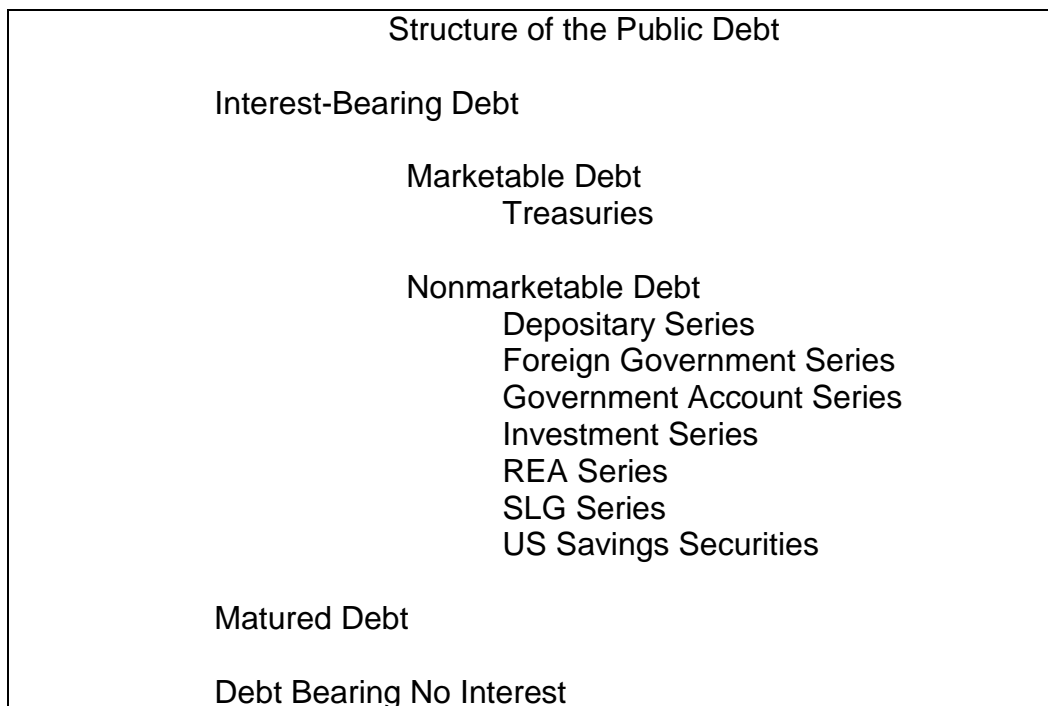 Structure of the Public Debt
Interest-Bearing Debt
Marketable Debt
Treasuries
Nonmarketable Debt
Depositary Series
Foreign Government Series
Government Account Series
Investment Series
REA Series
SLG Series
US Savings Securities
Matured Debt
Debt Bearing No Interest